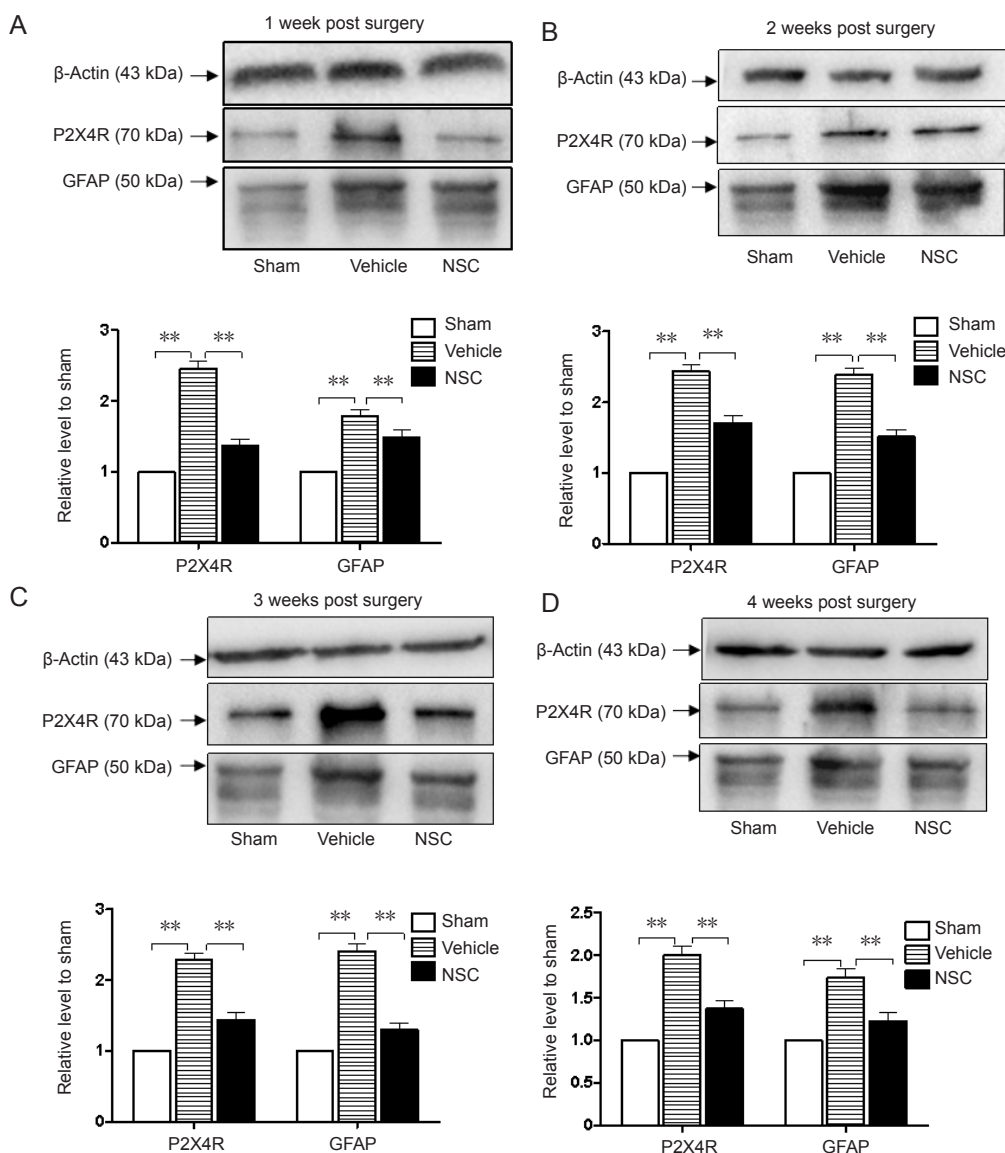 A
1 week post surgery
β-Actin (43 kDa)
P2X4R (70 kDa)
GFAP (50 kDa)
Sham Vehicle NSC
Relative level to sham
3
2
1
0
** **
** **
Sham
Vehicle
NSC
P2X4R GFAP
B
2 weeks post surgery
β-Actin (43 kDa)
P2X4R (70 kDa)
GFAP (50 kDa)
Sham Vehicle NSC
Relative level to sham
3
2
1
0
** **
** **
Sham
Vehicle
NSC
P2X4R GFAP
C
3 weeks post surgery
β-Actin (43 kDa)
P2X4R (70 kDa)
GFAP (50 kDa)
Sham Vehicle NSC
Relative level to sham
3
2
1
0
** **
** **
Sham
Vehicle
NSC
P2X4R GFAP
D
4 weeks post surgery
β-Actin (43 kDa)
P2X4R (70 kDa)
GFAP (50 kDa)
Sham Vehicle NSC
Relative level to sham
2.5
2.0
1.5
1.0
0.5
0
** **
** **
Sham
Vehicle
NSC
P2X4R GFAP